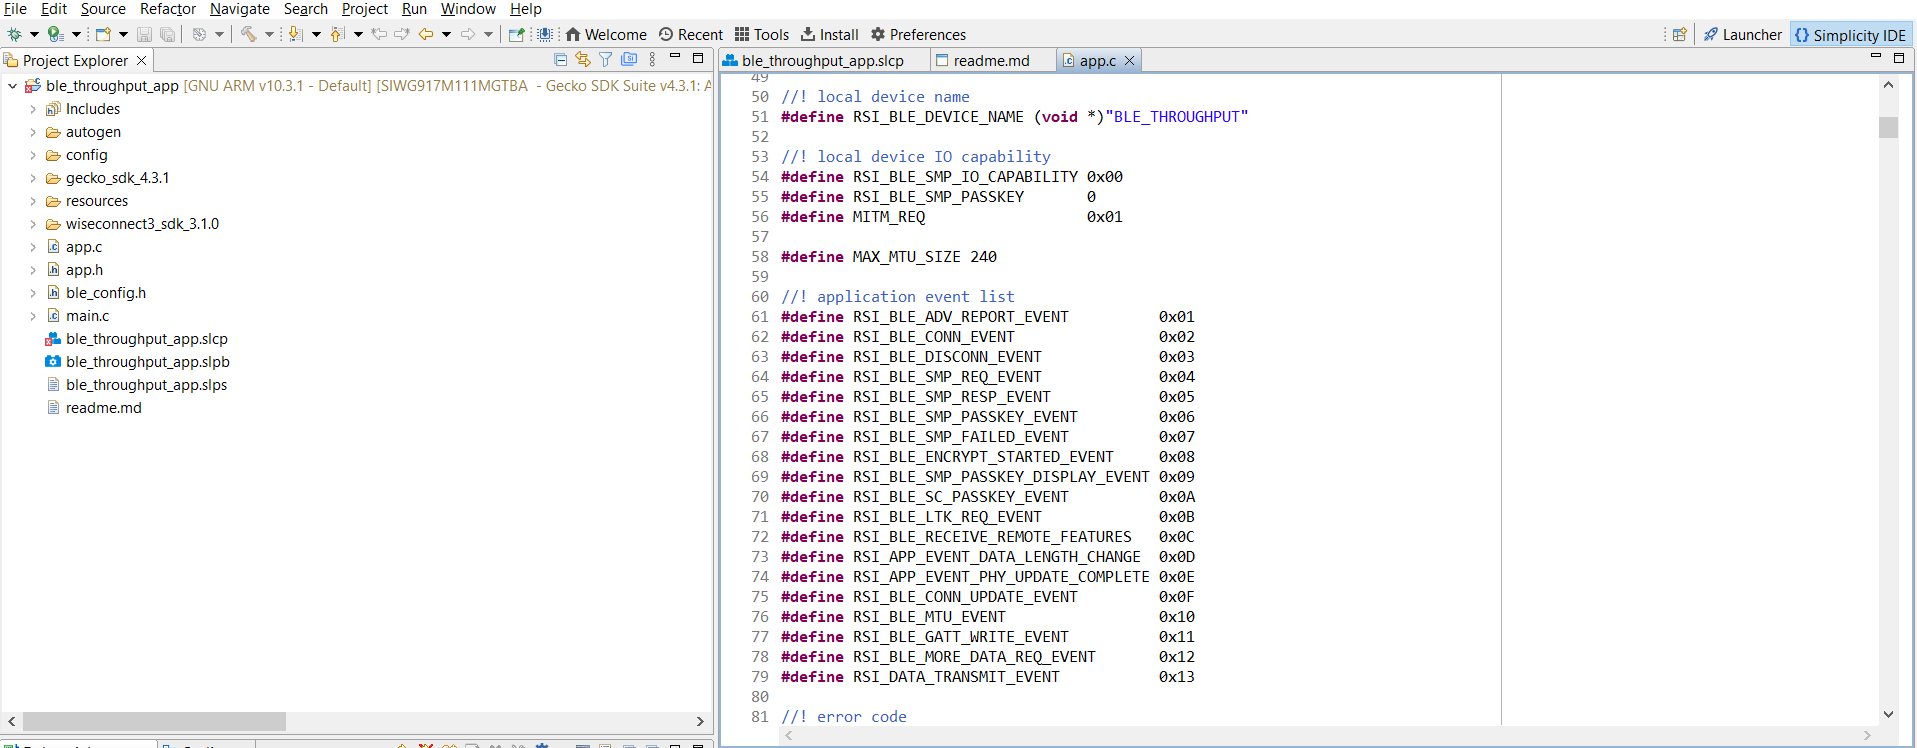 File Edit Source Refactor Navigate Search Project Run Window Help
Welcome Recent Tools Install Preferences Launcher Simplicity IDE
Project Explorer
ble_throughput_app [GNU ARM v10.3.1 - Default] [SIWG917M111MGTBA - Gecko SDK Suite v4.3.1: A
Includes
autogen
config
gecko_sdk_4.3.1
resources
wiseconnect3_sdk_3.1.0
app.c
app.h
ble_config.h
main.c
ble_throughput_app.slcp
ble_throughput_app.slpb
ble_throughput_app.slps
readme.md
ble_throughput_app.slcp readme.md app.c
49
50 //! local device name
51 #define RSI_BLE_DEVICE_NAME (void *)"BLE_THROUGHPUT"
52
53 //! local device IO capability
54 #define RSI_BLE_SMP_IO_CAPABILITY 0x00
55 #define RSI_BLE_SMP_PASSKEY 0
56 #define MITM_REQ 0x01
57
58 #define MAX_MTU_SIZE 240
59
60 //! application event list
61 #define RSI_BLE_ADV_REPORT_EVENT 0x01
62 #define RSI_BLE_CONN_EVENT 0x02
63 #define RSI_BLE_DISCONN_EVENT 0x03
64 #define RSI_BLE_SMP_REQ_EVENT 0x04
65 #define RSI_BLE_SMP_RESP_EVENT 0x05
66 #define RSI_BLE_SMP_PASSKEY_EVENT 0x06
67 #define RSI_BLE_SMP_FAILED_EVENT 0x07
68 #define RSI_BLE_ENCRYPT_STARTED_EVENT 0x08
69 #define RSI_BLE_SMP_PASSKEY_DISPLAY_EVENT 0x09
70 #define RSI_BLE_SC_PASSKEY_EVENT 0x0A
71 #define RSI_BLE_LTK_REQ_EVENT 0x0B
72 #define RSI_BLE_RECEIVE_REMOTE_FEATURES 0x0C
73 #define RSI_APP_EVENT_DATA_LENGTH_CHANGE 0x0D
74 #define RSI_APP_EVENT_PHY_UPDATE_COMPLETE 0x0E
75 #define RSI_BLE_CONN_UPDATE_EVENT 0x0F
76 #define RSI_BLE_MTU_EVENT 0x10
77 #define RSI_BLE_GATT_WRITE_EVENT 0x11
78 #define RSI_BLE_MORE_DATA_REQ_EVENT 0x12
79 #define RSI_DATA_TRANSMIT_EVENT 0x13
80
81 //! error code